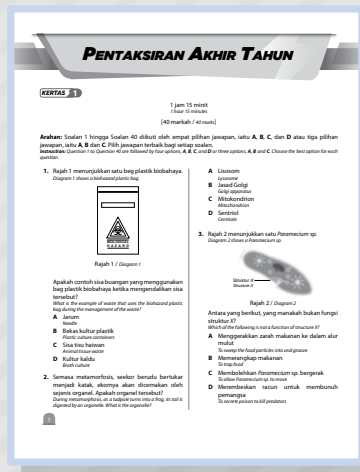 PENTAKSIRAN AKHIR TAHUN
KERTAS 1
1 jam 15 minit
1 hour 15 minutes
[40 markah / 40 marks]
Arahan: Soalan 1 hingga Soalan 40 diikuti oleh empat pilihan jawapan, iaitu A, B, C, dan D atau tiga pilihan
jawapan, iaitu A, B dan C. Pilih jawapan terbaik bagi setiap soalan.
Instruction: Question 1 to Question 40 are followed by four options, A, B, C, and D or three options, A, B and C. Choose the best option for each
question.
1. Rajah 1 menunjukkan satu beg plastik biobahaya.
Diagram 1 shows a biohazard plastic bag.
BIOLOGICAL
HAZARD
Rajah 1 / Diagram 1
Apakah contoh sisa buangan yang menggunakan
bag plastik biobahaya ketika mengendalikan sisa
tersebut?
What is the example of waste that uses the biohazard plastic
bag during the management of the waste?
A Jarum
Needle
B Bekas kultur plastik
Plastic culture containers
C Sisa tisu haiwan
Animal tissue waste
D Kultur kaldu
Broth culture
2. Semasa metamorfosis, seekor berudu bertukar
menjadi katak, ekornya akan dicernakan oleh
sejenis organel. Apakah organel tersebut?
During metamorphosis, as a tadpole turns into a frog, its tail is
digested by an organelle. What is the organelle?
A Lisosom
Lysosome
B Jasad Golgi
Golgi apparatus
C Mitokondrion
Mitochondrion
D Sentriol
Centriole
3. Rajah 2 menunjukkan satu Paramecium sp.
Diagram 2 shows a Paramecium sp.
Struktur X
Structure X
Rajah 2 / Diagram 2
Antara yang berikut, yang manakah bukan fungsi
struktur X?
Which of the following is not a function of structure X?
A Menggerakkan zarah makanan ke dalam alur
mulut
To sweep the food particles into oral groove
B Memerangkap makanan
To trap food
C Membolehkan Paramecium sp. bergerak
To allow Paramecium sp. to move
D Merembeskan racun untuk membunuh
pemangsa
To secrete poison to kill predators
1